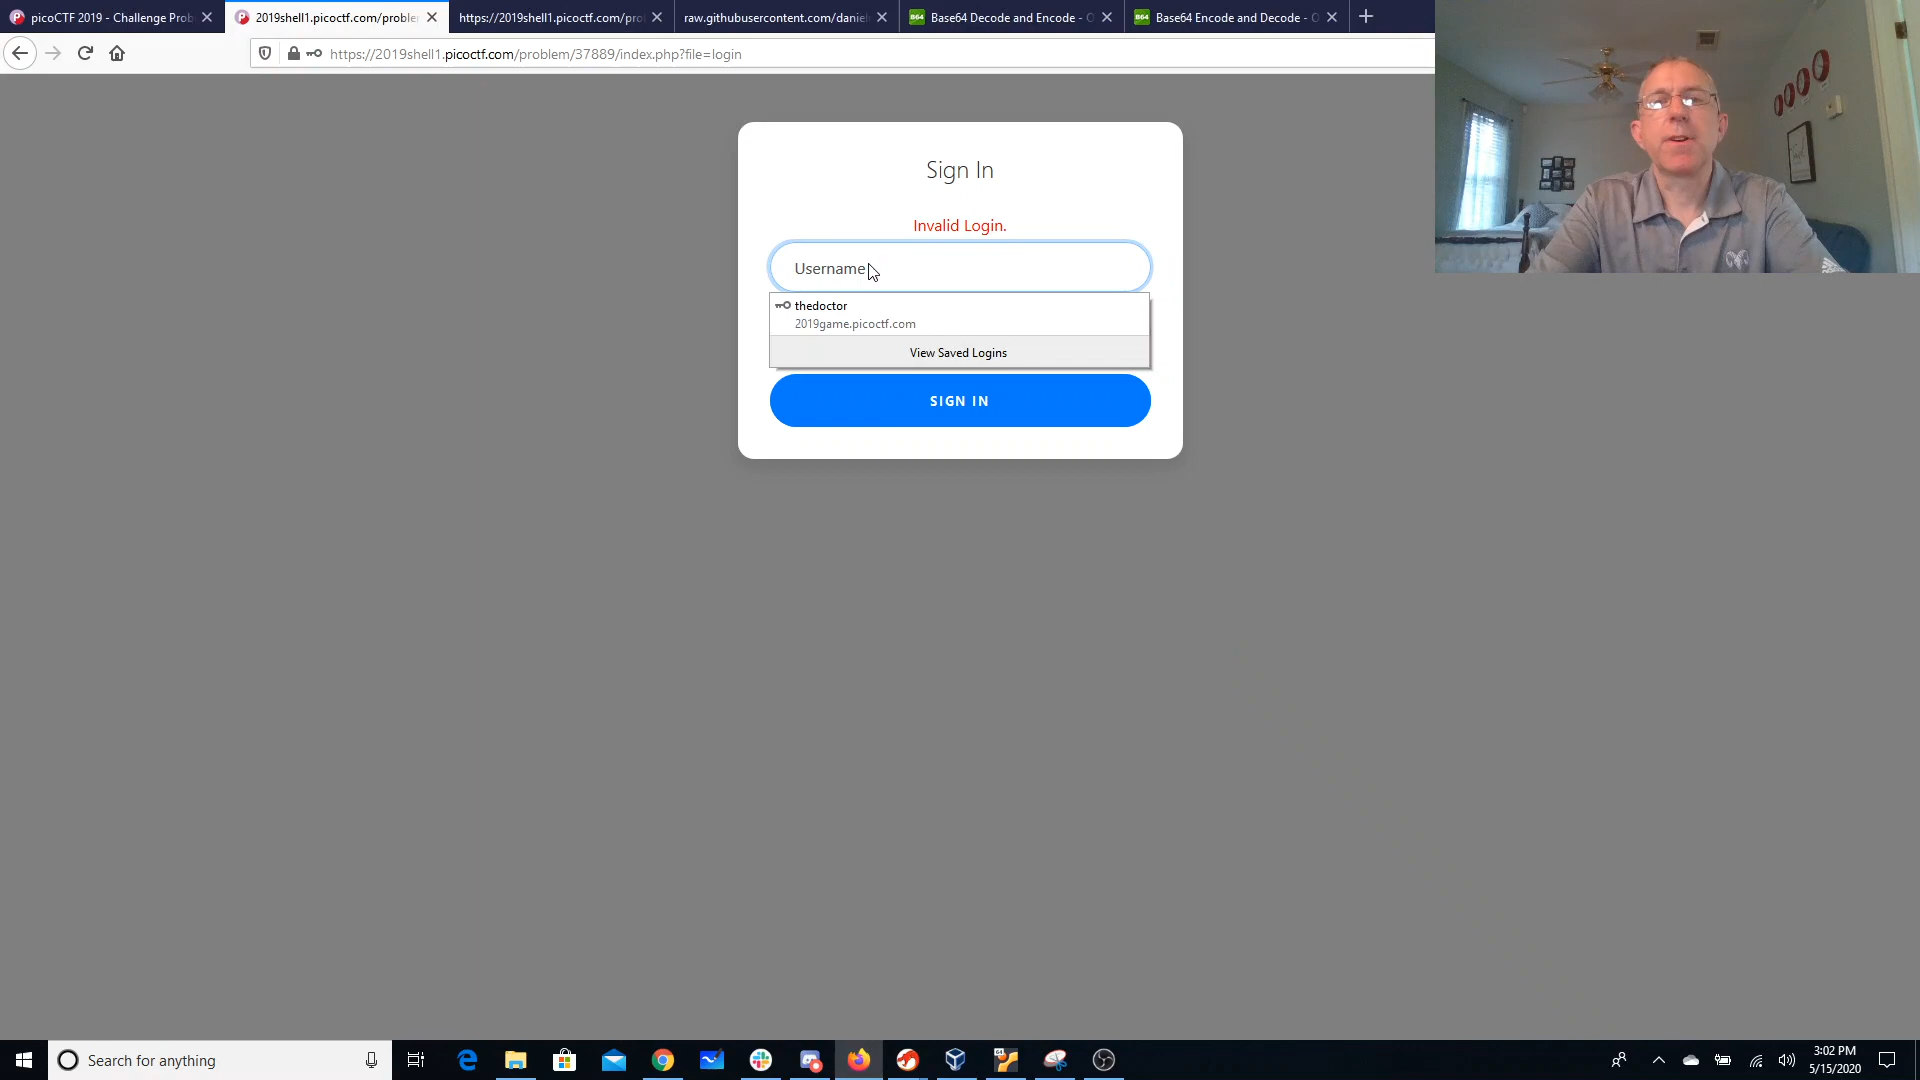 picoCTF 2019 - Challenge Prob
2019shell1.picoctf.com/proble
https://2019shell1.picoctf.com/pro
raw.githubusercontent.com/daniel
B64
Base64 Decode and Encode - O
B64
Base64 Encode and Decode - O
https://2019shell1.picoctf.com/problem/37889/index.php?file=login
Sign In
Invalid Login.
Username
thedoctor
2019game.picoctf.com
View Saved Logins
SIGN IN
Search for anything
3:02 PM
5/15/2020